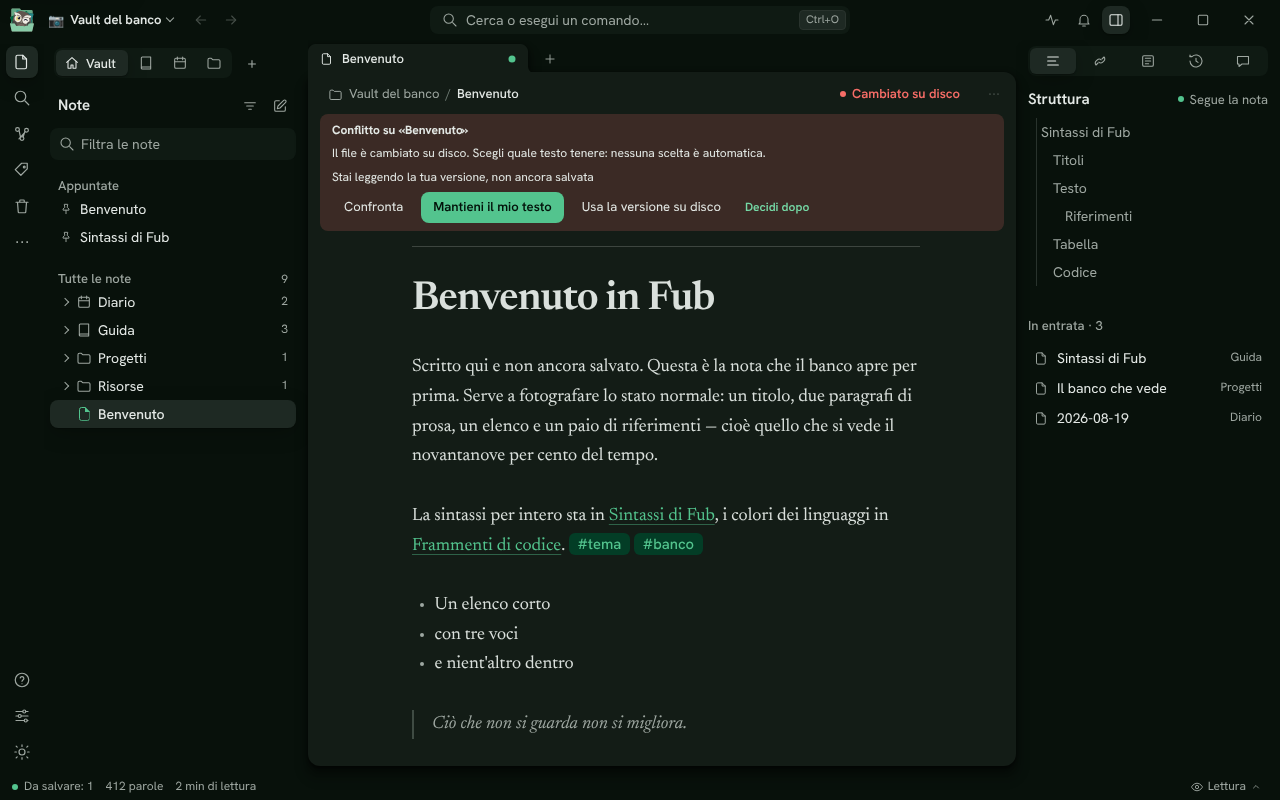 Vault del banco
Cerca o esegui un comando…
Ctrl+O
Vault
Note
Filtra le note
Appuntate
Benvenuto
Sintassi di Fub
Tutte le note 9
Diario 2
Guida 3
Progetti 1
Risorse 1
Benvenuto
Da salvare: 1 412 parole 2 min di lettura
Benvenuto
Vault del banco / Benvenuto
Cambiato su disco
Conflitto su «Benvenuto»
Il file è cambiato su disco. Scegli quale testo tenere: nessuna scelta è automatica.
Stai leggendo la tua versione, non ancora salvata
Confronta Mantieni il mio testo Usa la versione su disco Decidi dopo
Benvenuto in Fub
Scritto qui e non ancora salvato. Questa è la nota che il banco apre per
prima. Serve a fotografare lo stato normale: un titolo, due paragrafi di
prosa, un elenco e un paio di riferimenti — cioè quello che si vede il
novantanove per cento del tempo.
La sintassi per intero sta in Sintassi di Fub, i colori dei linguaggi in
Frammenti di codice. #tema #banco
• Un elenco corto
• con tre voci
• e nient'altro dentro
Ciò che non si guarda non si migliora.
Struttura
Segue la nota
Sintassi di Fub
Titoli
Testo
Riferimenti
Tabella
Codice
In entrata · 3
Sintassi di Fub Guida
Il banco che vede Progetti
2026-08-19 Diario
Lettura